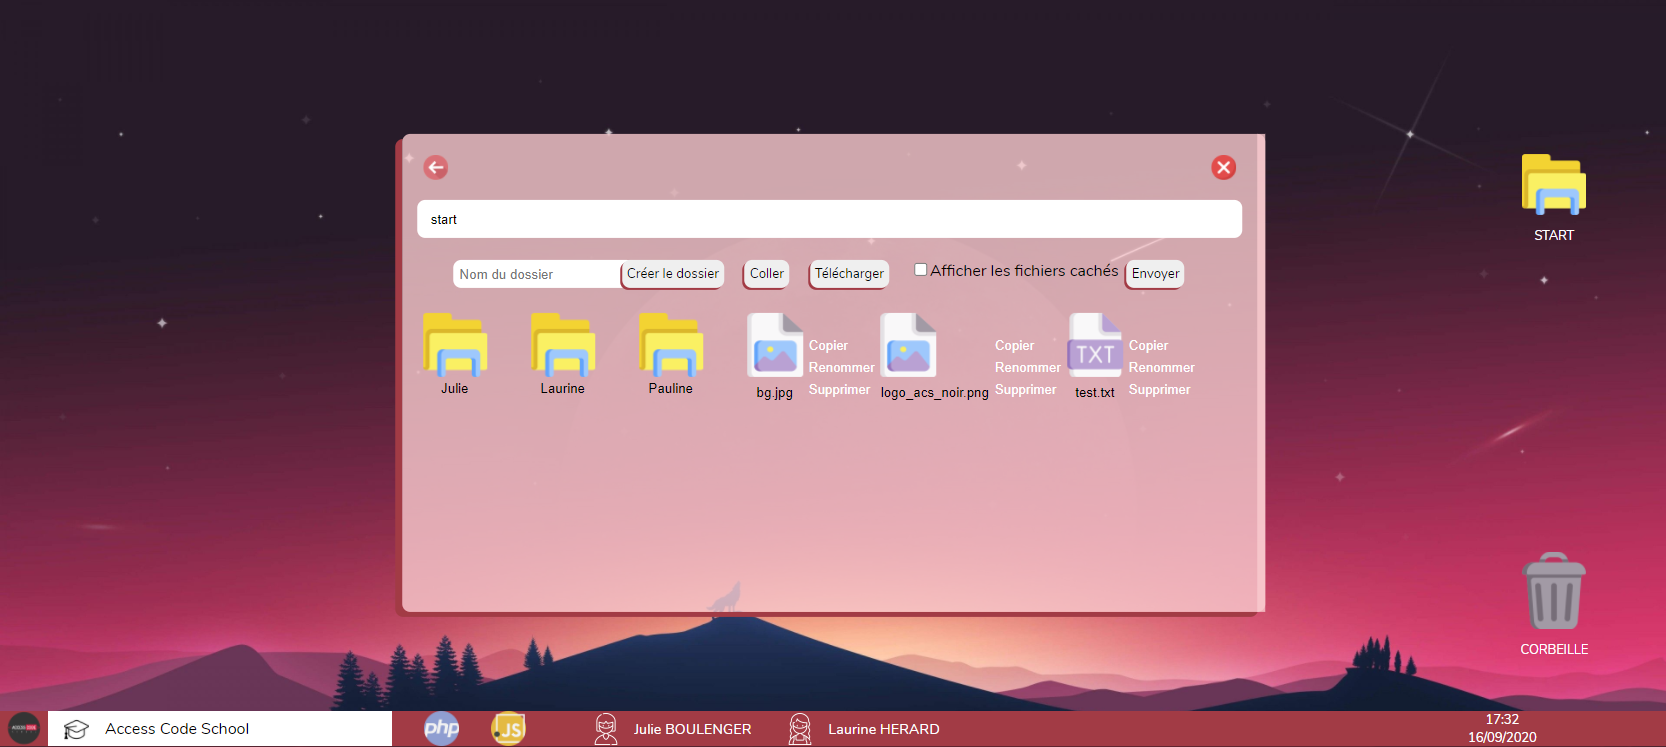 start
Nom du dossier
Créer le dossier
Coller
Télécharger
Afficher les fichiers cachés
Envoyer
START
Julie
Laurine
Pauline
bg.jpg
Copier
Renommer
Supprimer
logo_acs_noir.png
Copier
Renommer
Supprimer
TXT
test.txt
Copier
Renommer
Supprimer
CORBEILLE
Access Code School
php
.JS
Julie BOULENGER
Laurine HERARD
17:32
16/09/2020